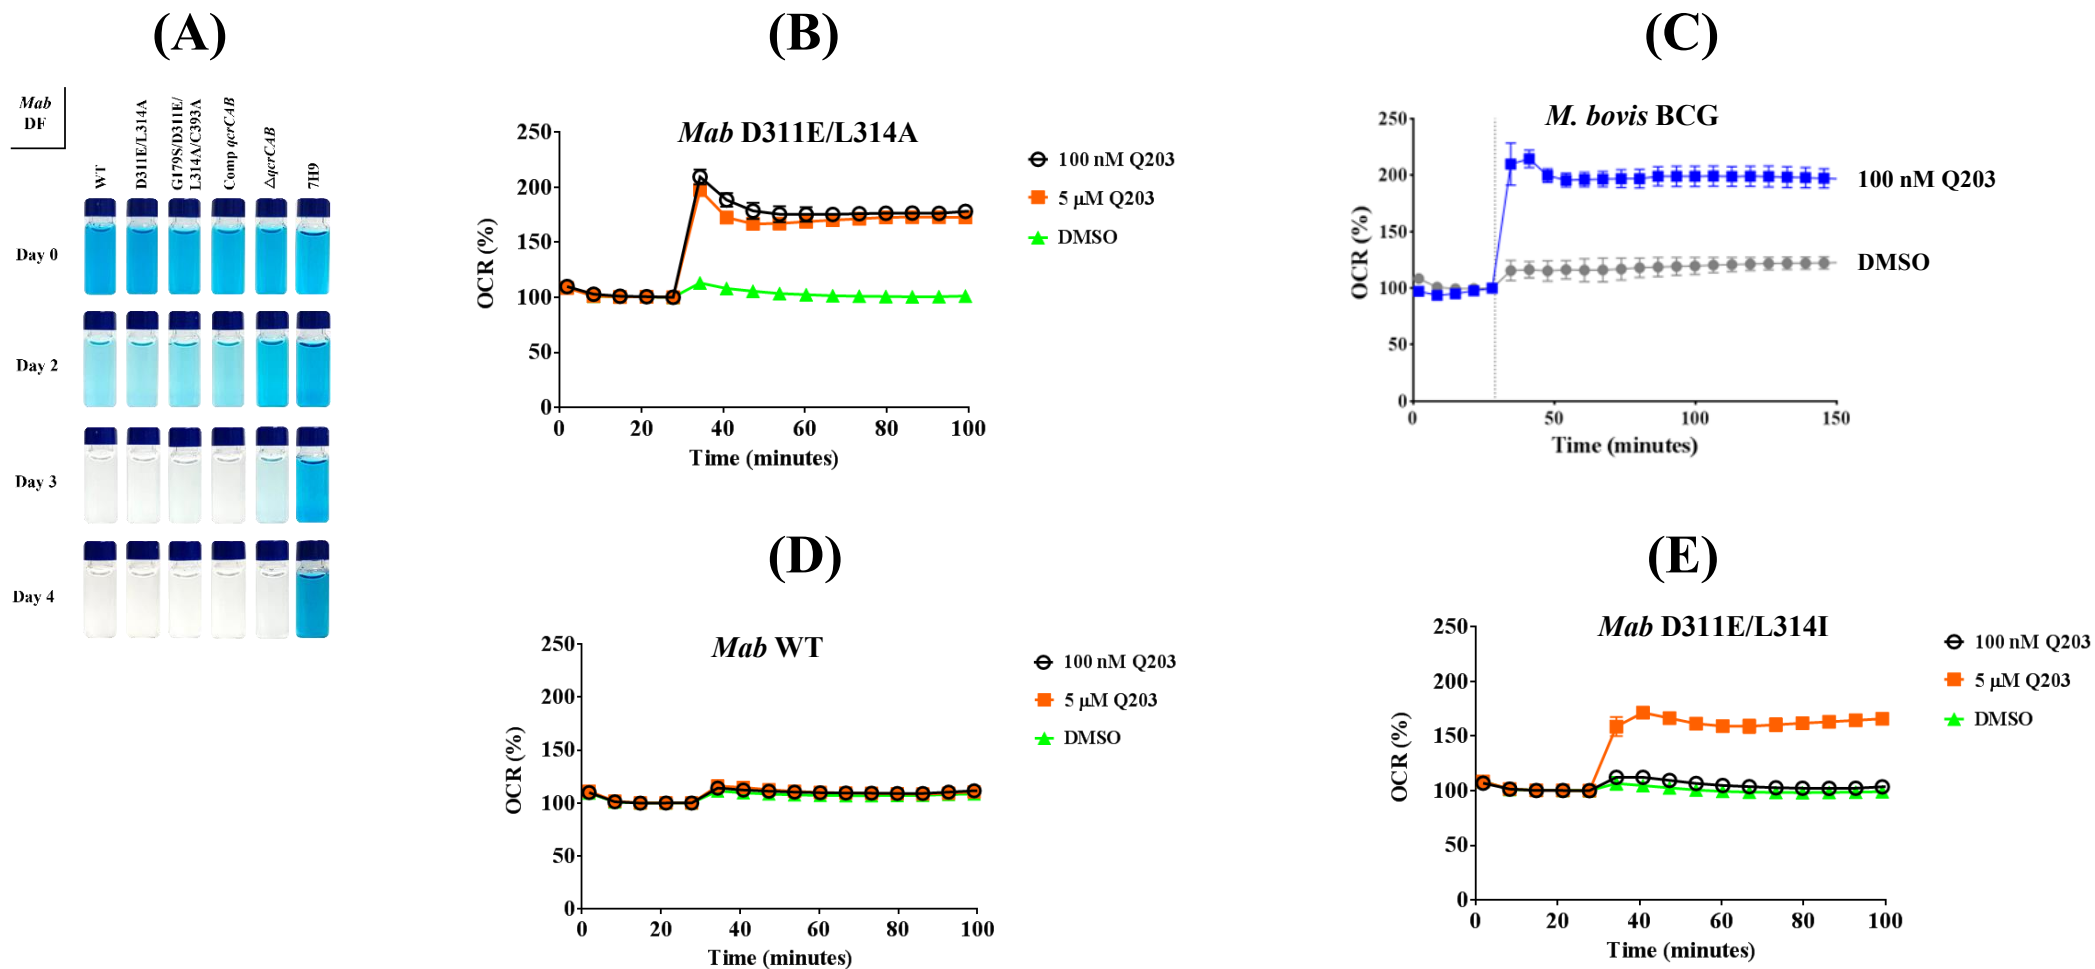 (A)
Mab
DF
WT
D311E/L314A
G179S/D311E/
L314A/C393A
Comp qcrCAB
ΔqcrCAB
7H9
Day 0
Day 2
Day 3
Day 4
(B)
Mab D311E/L314A
OCR (%)
250
200
150
100
50
0
0 20 40 60 80 100
Time (minutes)
100 nM Q203
5 μM Q203
DMSO
(C)
M. bovis BCG
OCR (%)
250
200
150
100
50
0
0 50 100 150
Time (minutes)
100 nM Q203
DMSO
(D)
Mab WT
OCR (%)
250
200
150
100
50
0
0 20 40 60 80 100
Time (minutes)
100 nM Q203
5 μM Q203
DMSO
(E)
Mab D311E/L314I
OCR (%)
250
200
150
100
50
0
0 20 40 60 80 100
Time (minutes)
100 nM Q203
5 μM Q203
DMSO